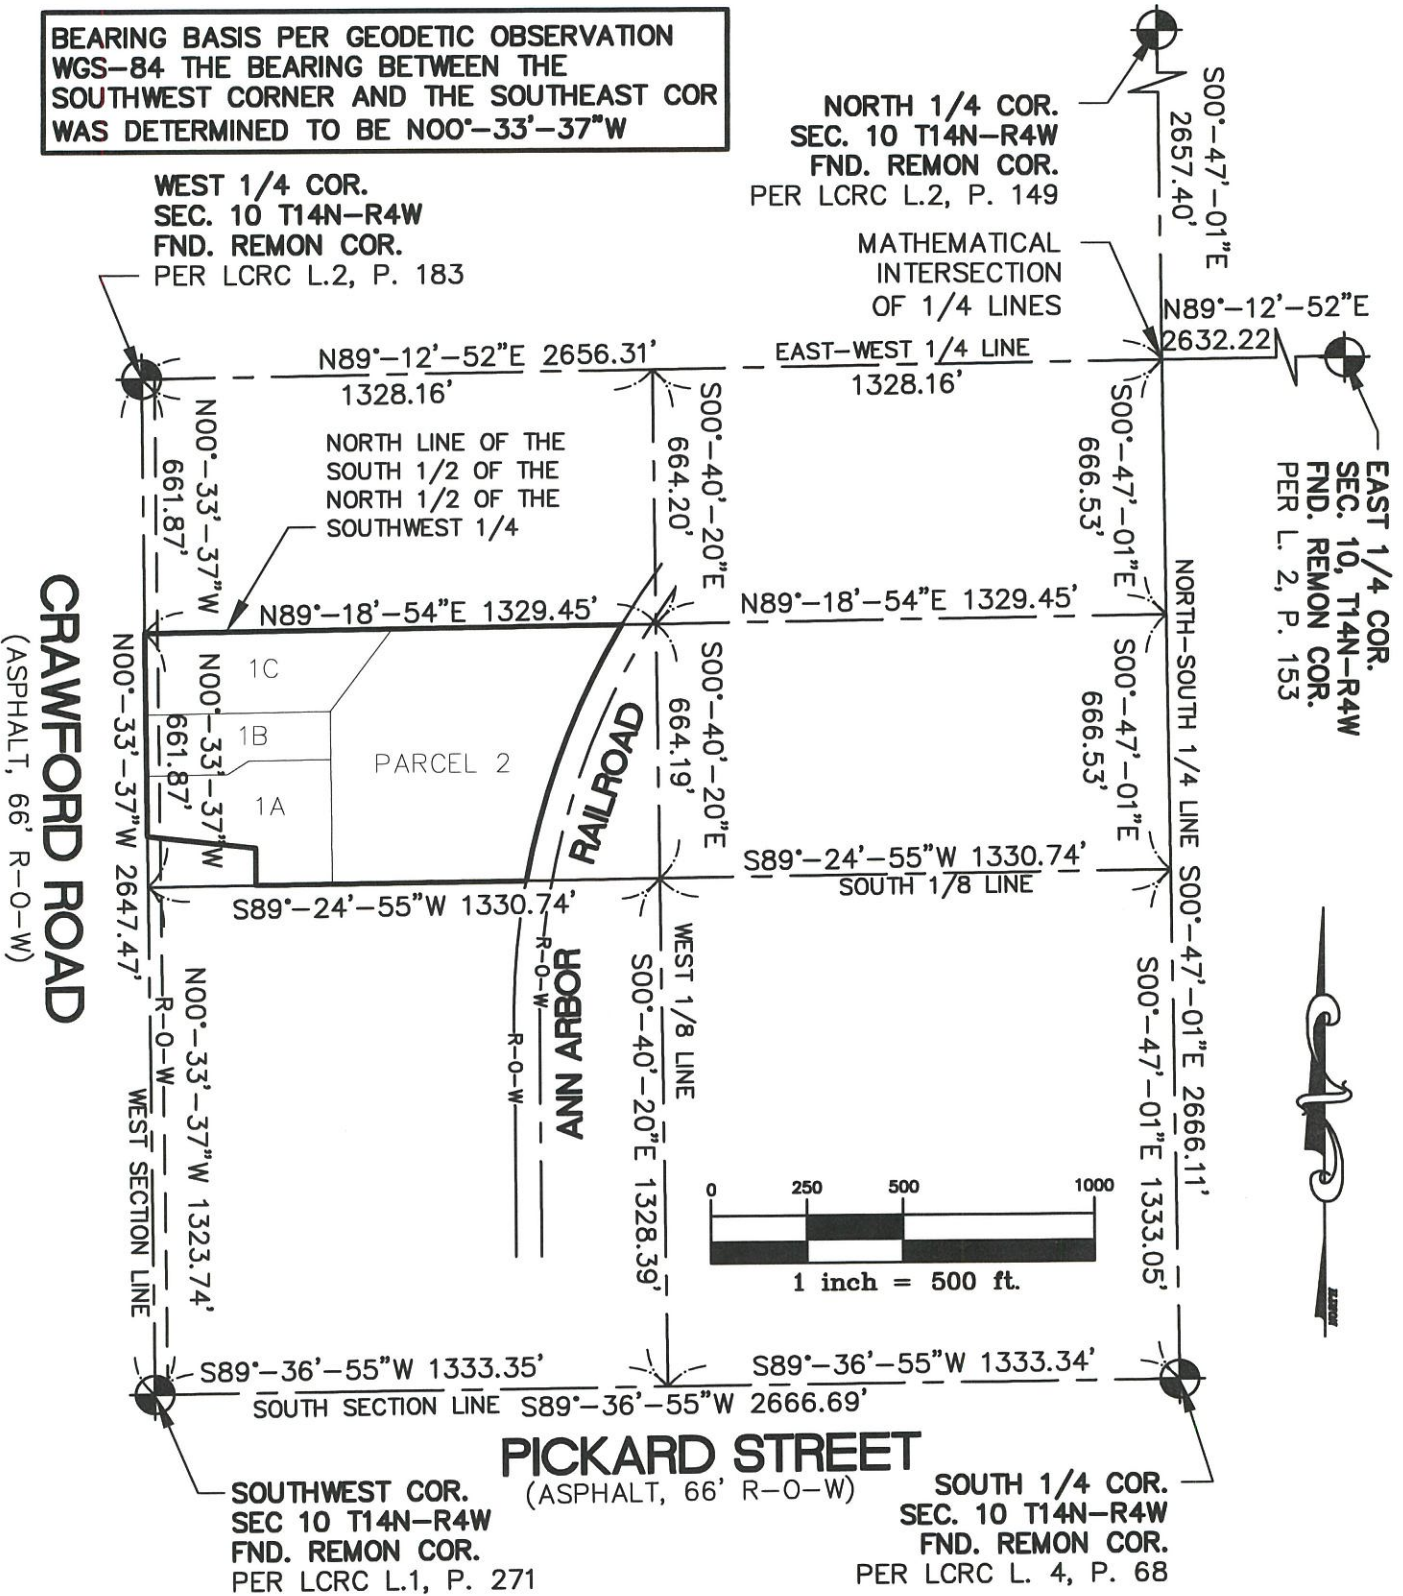 BEARING BASIS PER GEODETIC OBSERVATION
WGS-84 THE BEARING BETWEEN THE
SOUTHWEST CORNER AND THE SOUTHEAST COR
WAS DETERMINED TO BE N00°-33'-37"W
NORTH 1/4 COR.
SEC. 10 T14N-R4W
FND. REMON COR.
PER LCRC L.2, P. 149
S00°-47'-01"E
2657.40'
WEST 1/4 COR.
SEC. 10 T14N-R4W
FND. REMON COR.
PER LCRC L.2, P. 183
MATHEMATICAL
INTERSECTION
OF 1/4 LINES
N89°-12'-52"E
2632.22
EAST 1/4 COR.
SEC. 10, T14N-R4W
FND. REMON COR.
PER L. 2, P. 153
N89°-12'-52"E 2656.31'
1328.16'
EAST-WEST 1/4 LINE
1328.16'
N00°-33'-37"W
661.87'
NORTH LINE OF THE
SOUTH 1/2 OF THE
NORTH 1/2 OF THE
SOUTHWEST 1/4
S00°-40'-20"E
664.20'
S00°-47'-01"E
666.53'
N89°-18'-54"E 1329.45'
N89°-18'-54"E 1329.45'
NORTH-SOUTH 1/4 LINE S00°-47'-01"E 2666.11'
CRAWFORD ROAD
(ASPHALT, 66' R-O-W)
N00°-33'-37"W 2647.47'
N00°-33'-37"W
661.87'
1C
1B
1A
PARCEL 2
RAILROAD
S00°-40'-20"E
664.19'
S00°-47'-01"E
666.53'
S89°-24'-55"W 1330.74'
S89°-24'-55"W 1330.74'
SOUTH 1/8 LINE
R-O-W
WEST SECTION LINE
N00°-33'-37"W 1323.74'
R-O-W
R-O-W
ANN ARBOR
WEST 1/8 LINE
S00°-40'-20"E 1328.39'
S00°-47'-01"E 1333.05'
0 250 500 1000
1 inch = 500 ft.
S89°-36'-55"W 1333.35'
S89°-36'-55"W 1333.34'
SOUTH SECTION LINE S89°-36'-55"W 2666.69'
PICKARD STREET
(ASPHALT, 66' R-O-W)
SOUTHWEST COR.
SEC 10 T14N-R4W
FND. REMON COR.
PER LCRC L.1, P. 271
SOUTH 1/4 COR.
SEC. 10 T14N-R4W
FND. REMON COR.
PER LCRC L. 4, P. 68